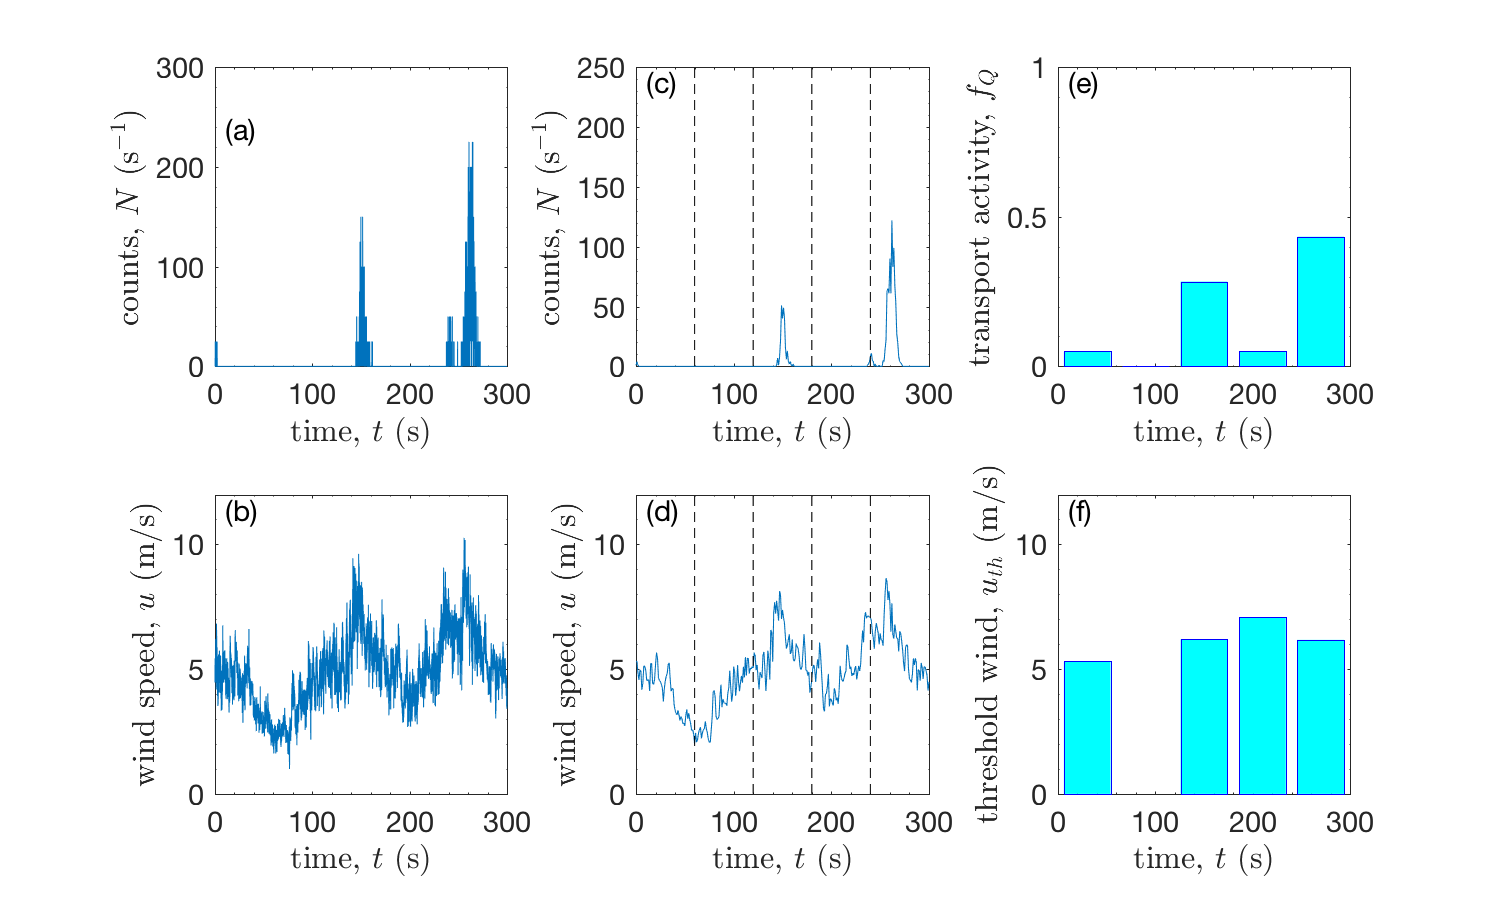 (a)
300
200
100
0
counts, N (s⁻¹)
0 100 200 300
time, t (s)
(c)
250
200
150
100
50
0
counts, N (s⁻¹)
0 100 200 300
time, t (s)
(e)
1
0.5
0
transport activity, f_Q
0 100 200 300
time, t (s)
(b)
10
5
0
wind speed, u (m/s)
0 100 200 300
time, t (s)
(d)
10
5
0
wind speed, u (m/s)
0 100 200 300
time, t (s)
(f)
10
5
0
threshold wind, u_th (m/s)
0 100 200 300
time, t (s)